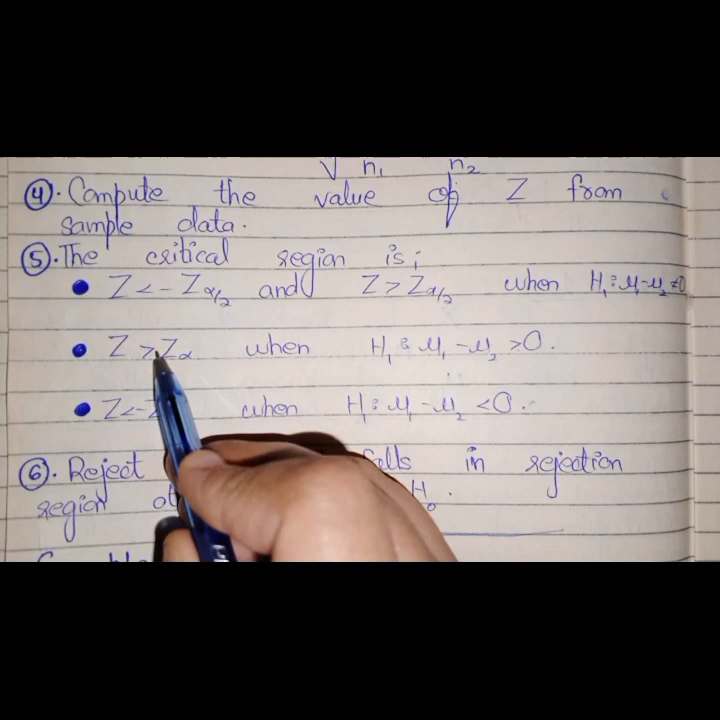 √ n₁ n₂
④. Compute the value of Z from
sample data.
⑤. The critical region is;
• Z < - Zα/2 and Z > Zα/2 when H₁: μ₁-μ₂ ≠ 0
• Z > Zα when H₁: μ₁ - μ₂ > 0.
• Z < - Z when H₁: μ₁ - μ₂ < 0.
⑥. Reject falls in rejection
region H₀.